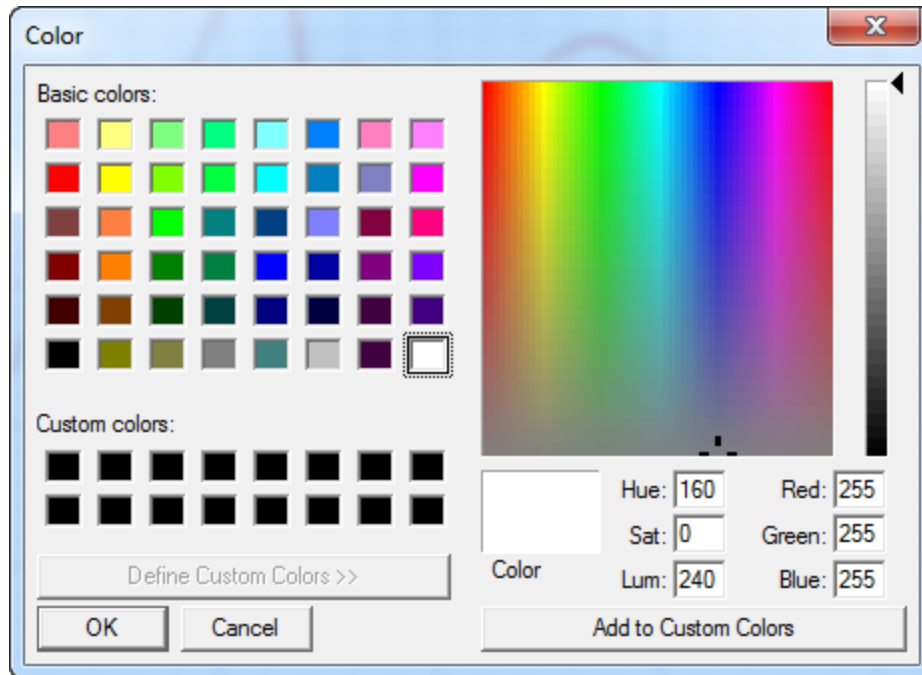 Color
Basic colors:
Custom colors:
Define Custom Colors >>
OK Cancel
Color
Hue: 160 Red: 255
Sat: 0 Green: 255
Lum: 240 Blue: 255
Add to Custom Colors